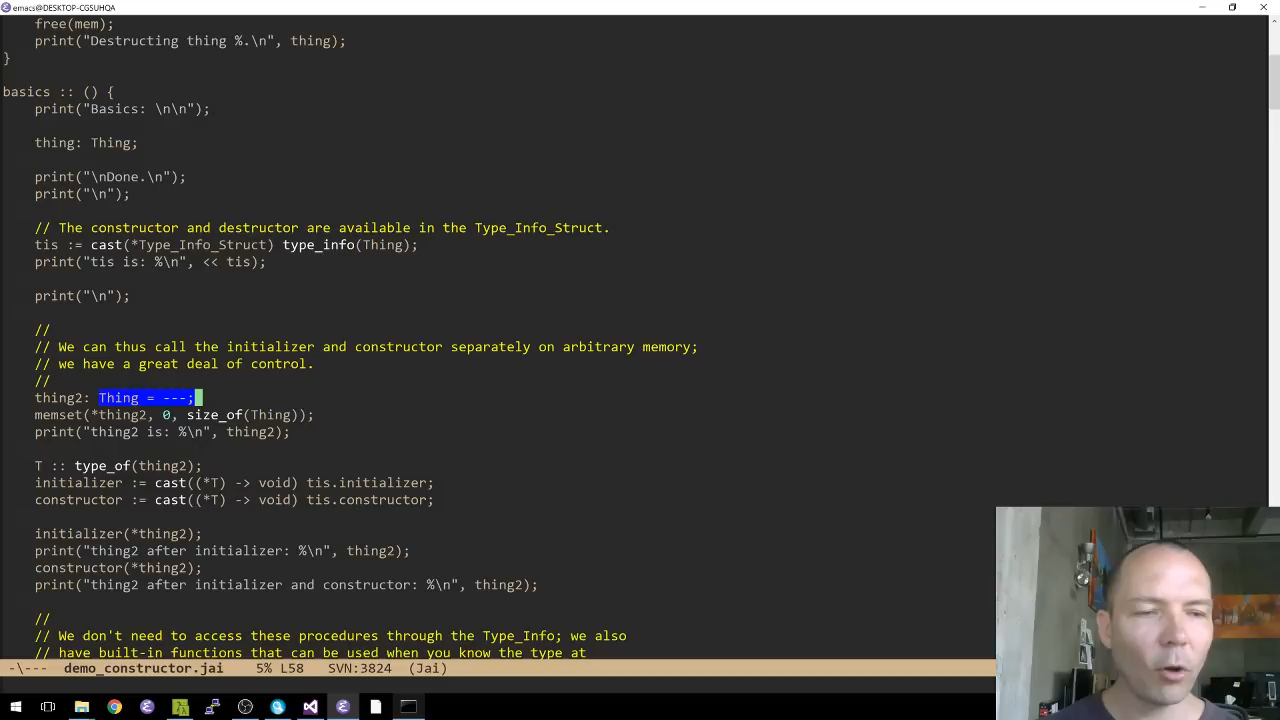 emacs@DESKTOP-CGSUHQA
free(mem);
print("Destructing thing %.\n", thing);
}
basics :: () {
print("Basics: \n\n");
thing: Thing;
print("\nDone.\n");
print("\n");
// The constructor and destructor are available in the Type_Info_Struct.
tis := cast(*Type_Info_Struct) type_info(Thing);
print("tis is: %\n", << tis);
print("\n");
//
// We can thus call the initializer and constructor separately on arbitrary memory;
// we have a great deal of control.
//
thing2: Thing = ---;
memset(*thing2, 0, size_of(Thing));
print("thing2 is: %\n", thing2);
T :: type_of(thing2);
initializer := cast((*T) -> void) tis.initializer;
constructor := cast((*T) -> void) tis.constructor;
initializer(*thing2);
print("thing2 after initializer: %\n", thing2);
constructor(*thing2);
print("thing2 after initializer and constructor: %\n", thing2);
//
// We don't need to access these procedures through the Type_Info; we also
// have built-in functions that can be used when you know the type at
-\--- demo_constructor.jai 5% L58 SVN:3824 (Jai)